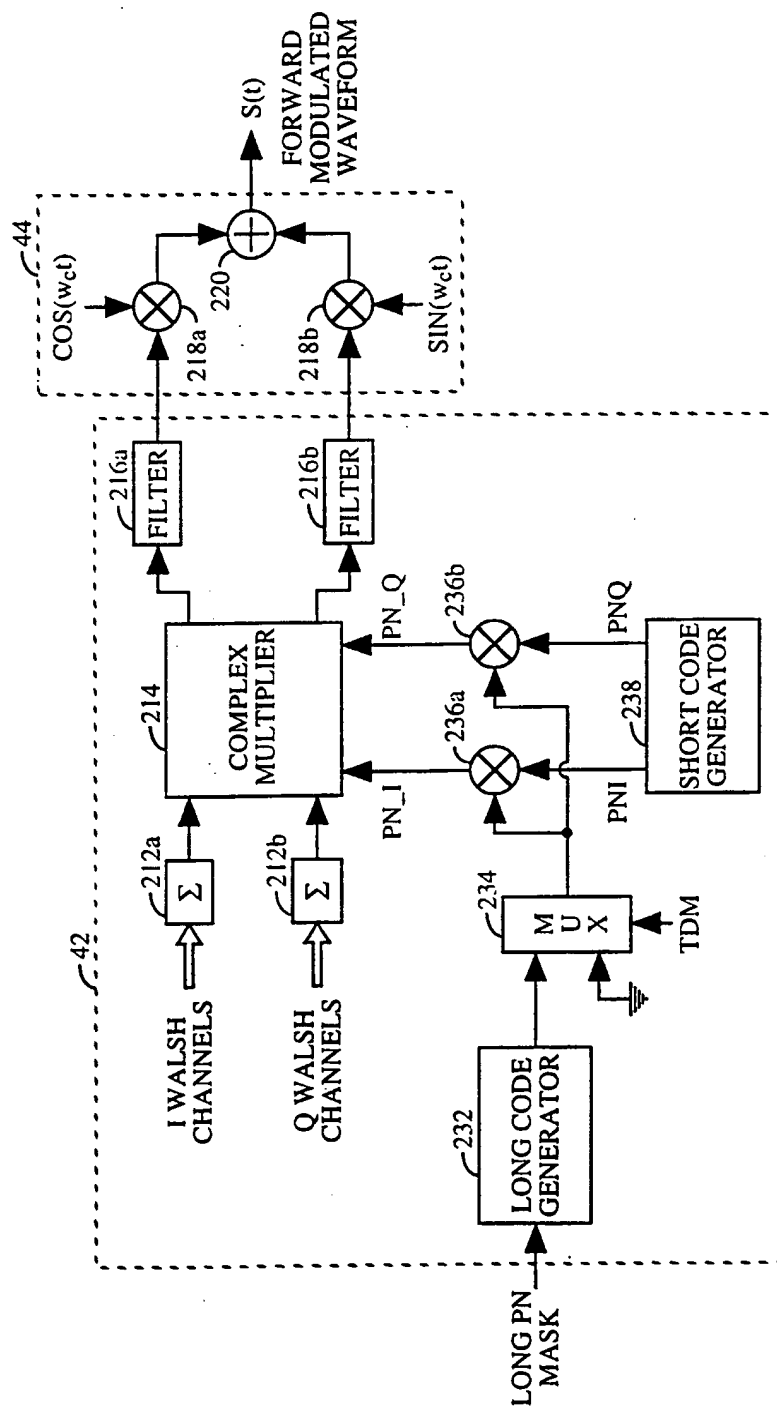 42
I WALSH
CHANNELS
212a
Σ
Q WALSH
CHANNELS
212b
Σ
214
COMPLEX
MULTIPLIER
216a
FILTER
216b
FILTER
44
COS(wct)
218a
220
218b
SIN(wct)
S(t)
FORWARD
MODULATED
WAVEFORM
PN_I
PN_Q
236a
236b
PNI
PNQ
238
SHORT CODE
GENERATOR
LONG PN
MASK
232
LONG CODE
GENERATOR
234
M
U
X
TDM